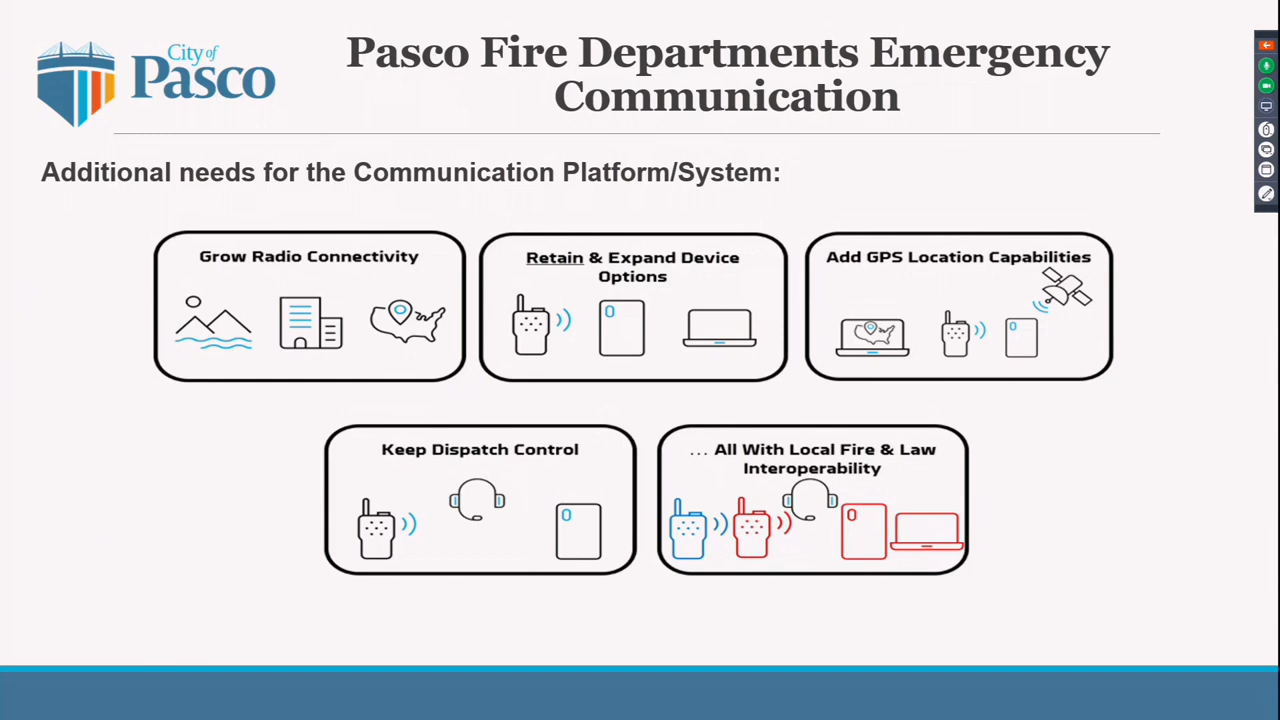 City of
Pasco
Pasco Fire Departments Emergency
Communication
Additional needs for the Communication Platform/System:
Grow Radio Connectivity
Retain & Expand Device
Options
Add GPS Location Capabilities
Keep Dispatch Control
... All With Local Fire & Law
Interoperability